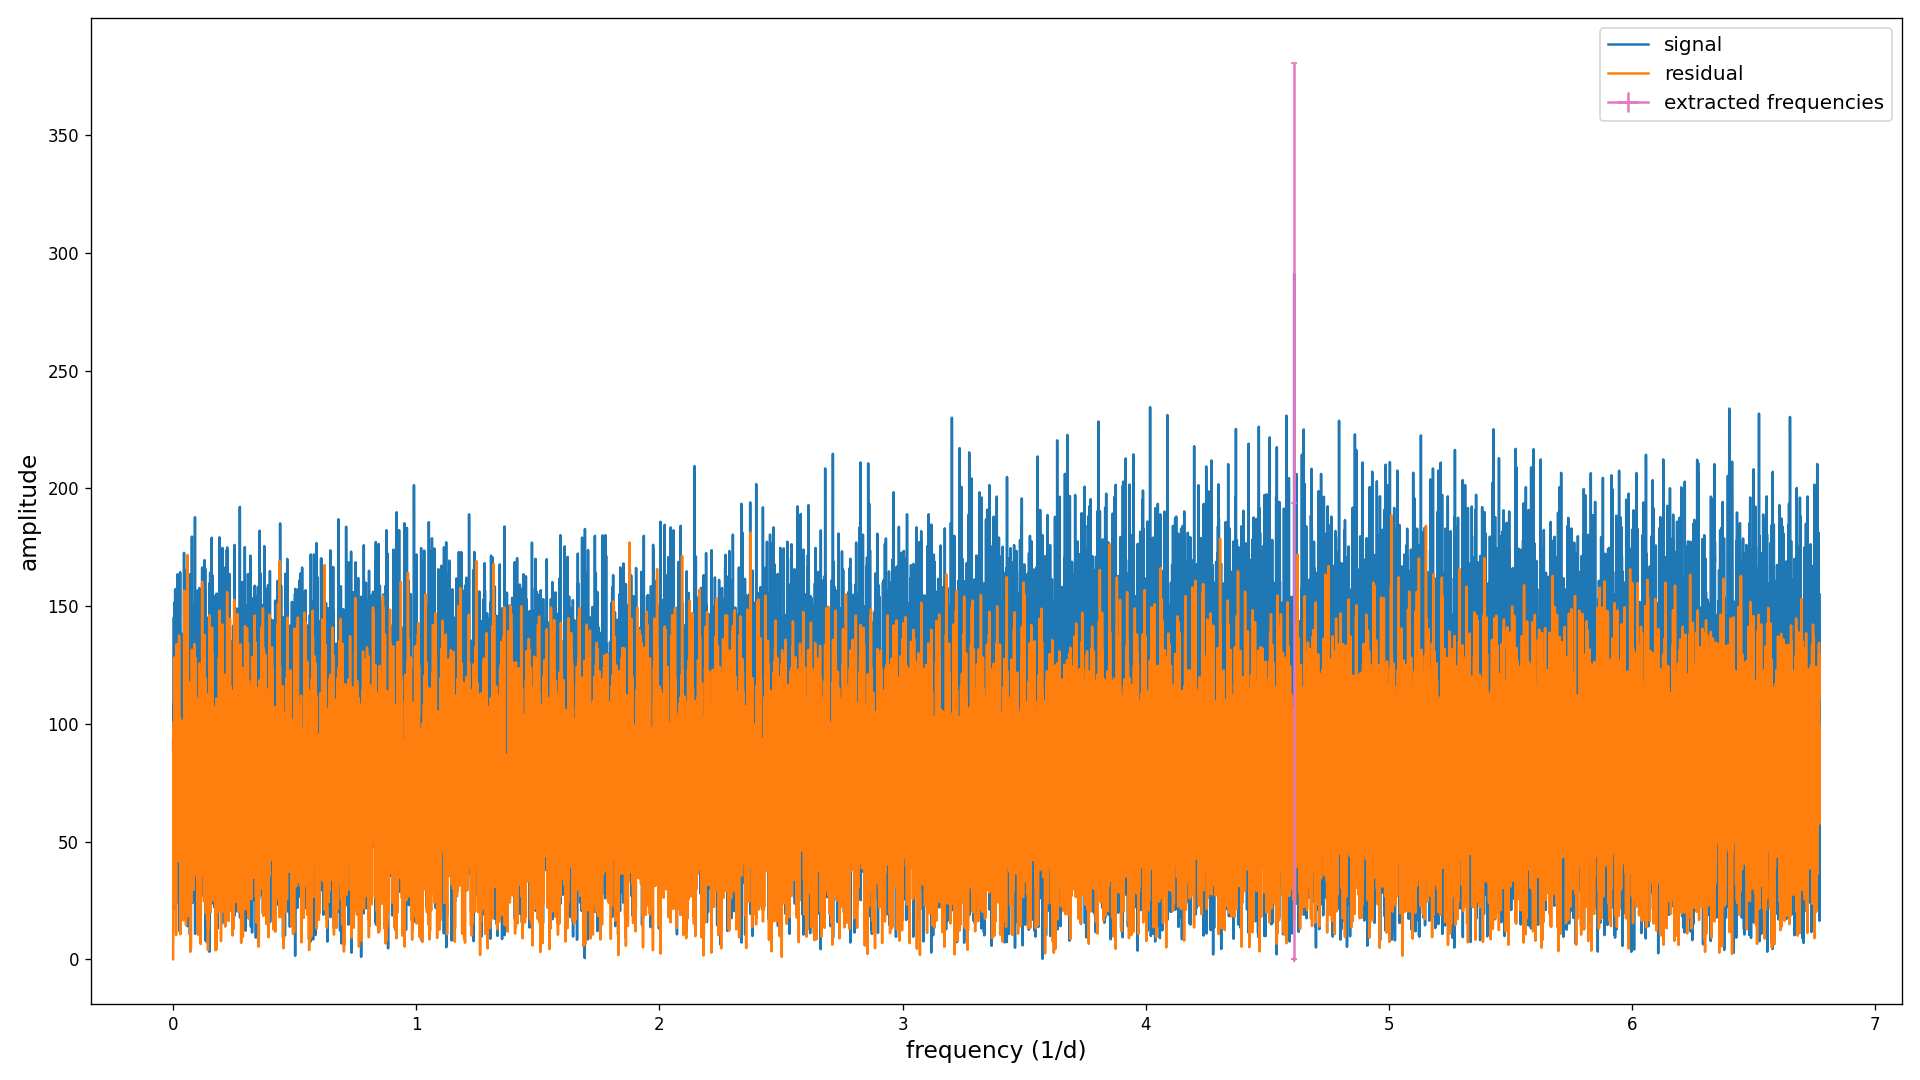 signal
residual
extracted frequencies
350
300
250
200
150
100
50
0
amplitude
0 1 2 3 4 5 6 7
frequency (1/d)